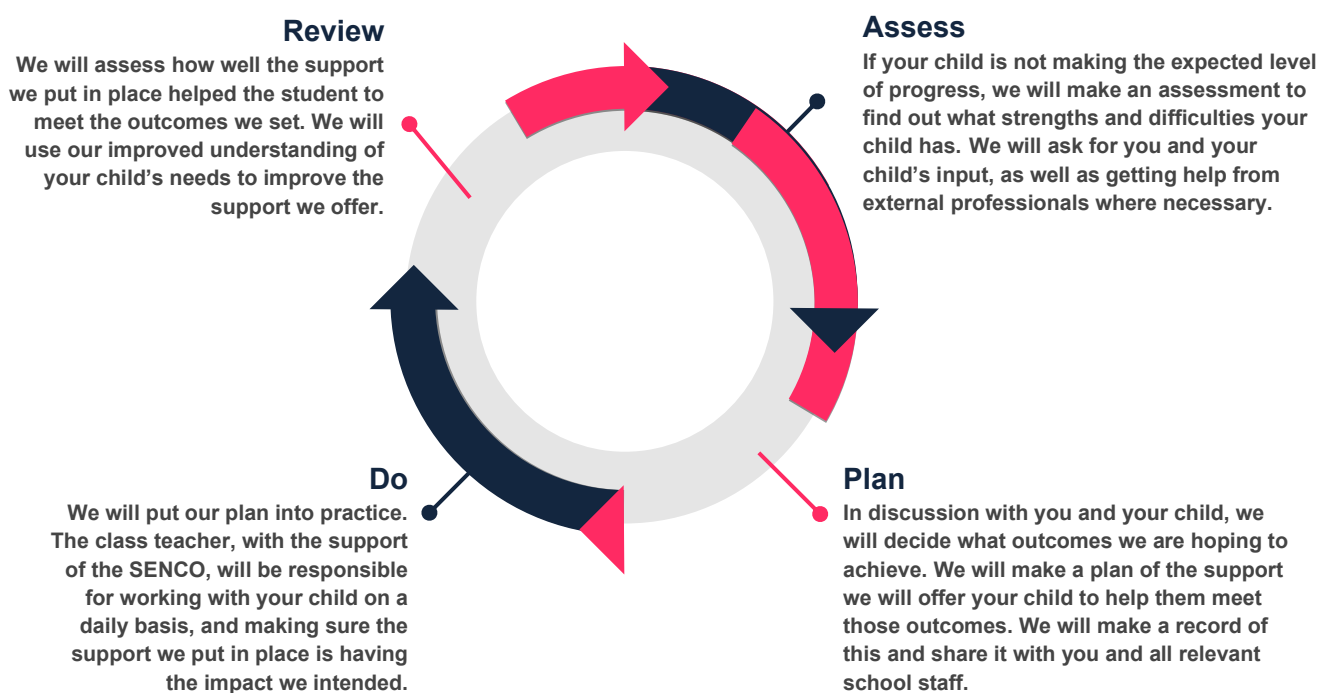 Review
We will assess how well the support
we put in place helped the student to
meet the outcomes we set. We will
use our improved understanding of
your child’s needs to improve the
support we offer.
Assess
If your child is not making the expected level
of progress, we will make an assessment to
find out what strengths and difficulties your
child has. We will ask for you and your
child’s input, as well as getting help from
external professionals where necessary.
Do
We will put our plan into practice.
The class teacher, with the support
of the SENCO, will be responsible
for working with your child on a
daily basis, and making sure the
support we put in place is having
the impact we intended.
Plan
In discussion with you and your child, we
will decide what outcomes we are hoping to
achieve. We will make a plan of the support
we will offer your child to help them meet
those outcomes. We will make a record of
this and share it with you and all relevant
school staff.